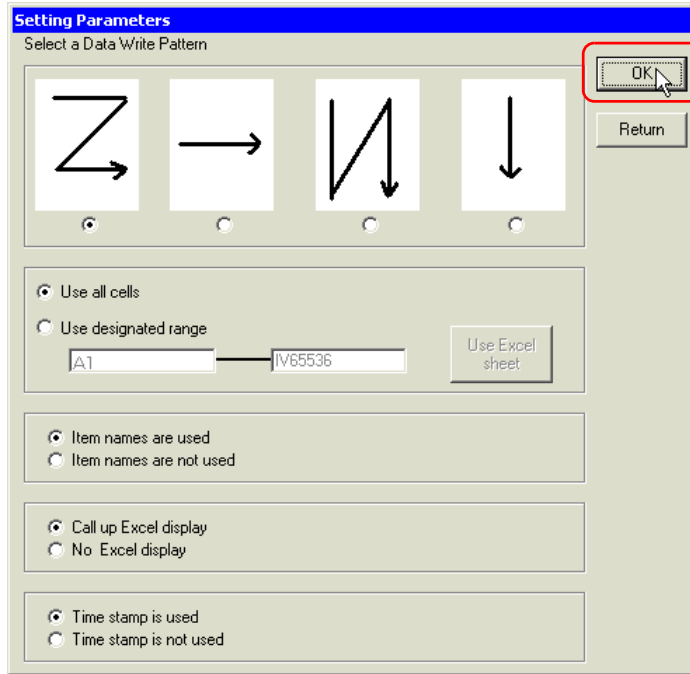 Setting Parameters
Select a Data Write Pattern
OK
Return
Use all cells
Use designated range
A1
IV65536
Use Excel
sheet
Item names are used
Item names are not used
Call up Excel display
No Excel display
Time stamp is used
Time stamp is not used